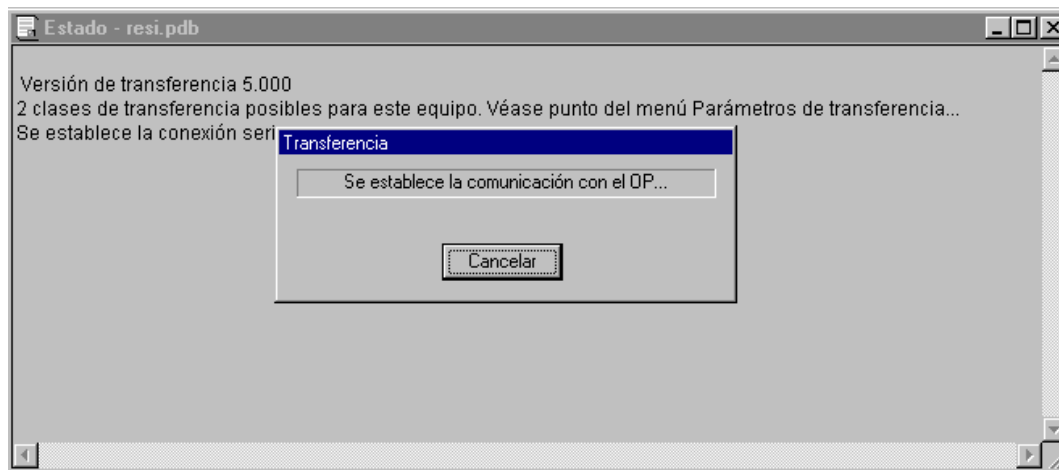 Estado - resi.pdb
Versión de transferencia 5.000
2 clases de transferencia posibles para este equipo. Véase punto del menú Parámetros de transferencia...
Se establece la conexión seri
Transferencia
Se establece la comunicación con el OP...
Cancelar